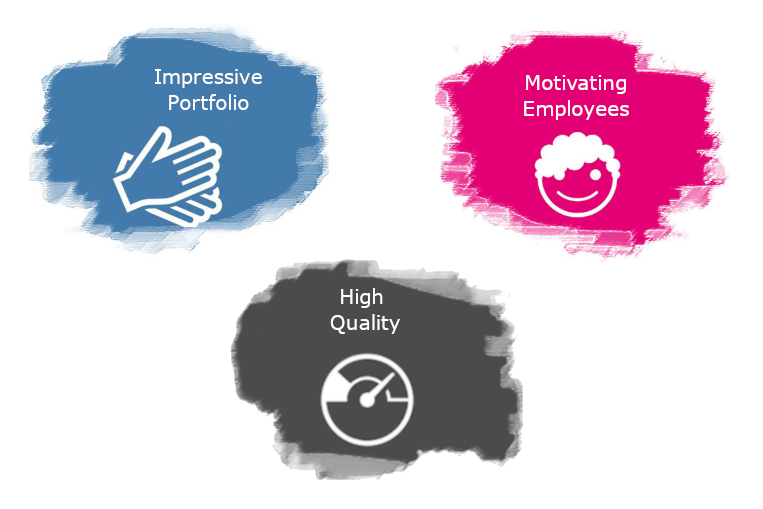 Impressive
Portfolio
Motivating
Employees
High
Quality